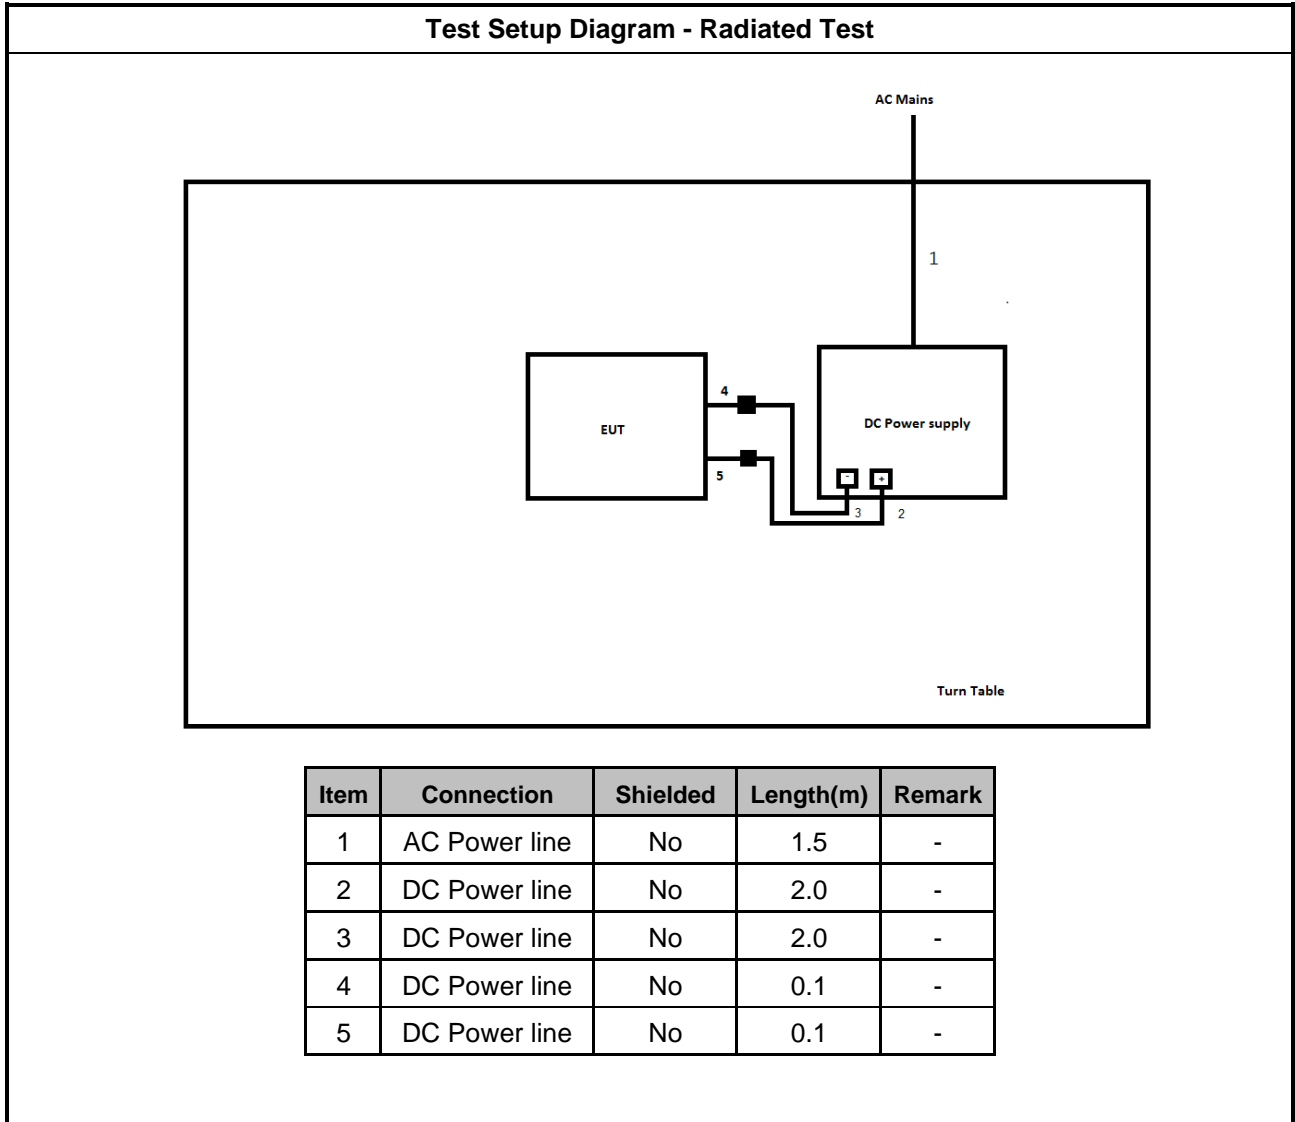 Test Setup Diagram - Radiated Test
AC Mains
1
EUT
4
5
DC Power supply
- +
3 2
Turn Table
Item Connection Shielded Length(m) Remark
1 AC Power line No 1.5 -
2 DC Power line No 2.0 -
3 DC Power line No 2.0 -
4 DC Power line No 0.1 -
5 DC Power line No 0.1 -